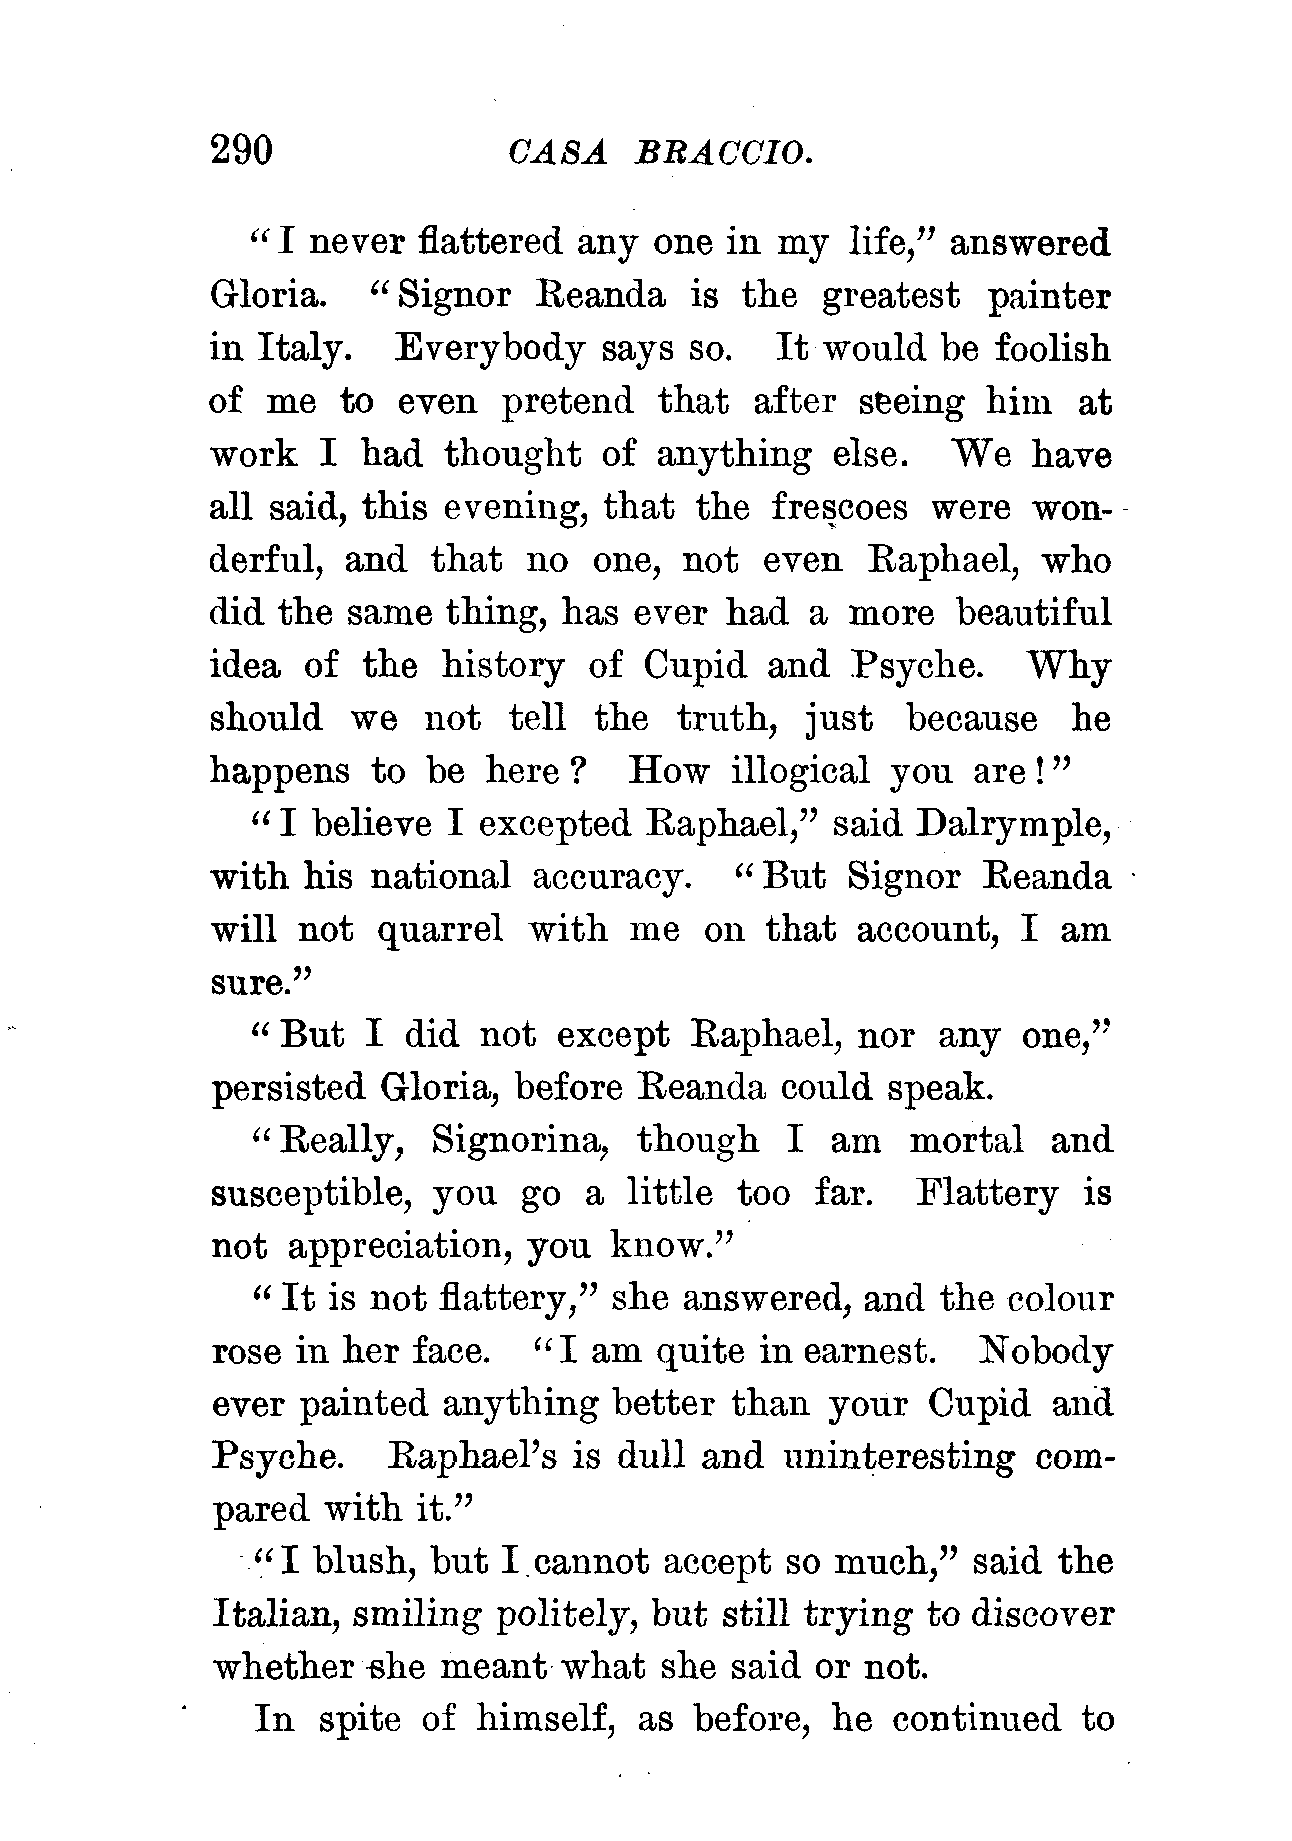 290 CASA BRACCIO.
“I never flattered any one in my life,” answered
Gloria. “Signor Reanda is the greatest painter
in Italy. Everybody says so. It would be foolish
of me to even pretend that after seeing him at
work I had thought of anything else. We have
all said, this evening, that the frescoes were won-
derful, and that no one, not even Raphael, who
did the same thing, has ever had a more beautiful
idea of the history of Cupid and Psyche. Why
should we not tell the truth, just because he
happens to be here? How illogical you are!”
“I believe I excepted Raphael,” said Dalrymple,
with his national accuracy. “But Signor Reanda
will not quarrel with me on that account, I am
sure.”
“But I did not except Raphael, nor any one,”
persisted Gloria, before Reanda could speak.
“Really, Signorina, though I am mortal and
susceptible, you go a little too far. Flattery is
not appreciation, you know.”
“It is not flattery,” she answered, and the colour
rose in her face. “I am quite in earnest. Nobody
ever painted anything better than your Cupid and
Psyche. Raphael’s is dull and uninteresting com-
pared with it.”
“I blush, but I cannot accept so much,” said the
Italian, smiling politely, but still trying to discover
whether she meant what she said or not.
In spite of himself, as before, he continued to